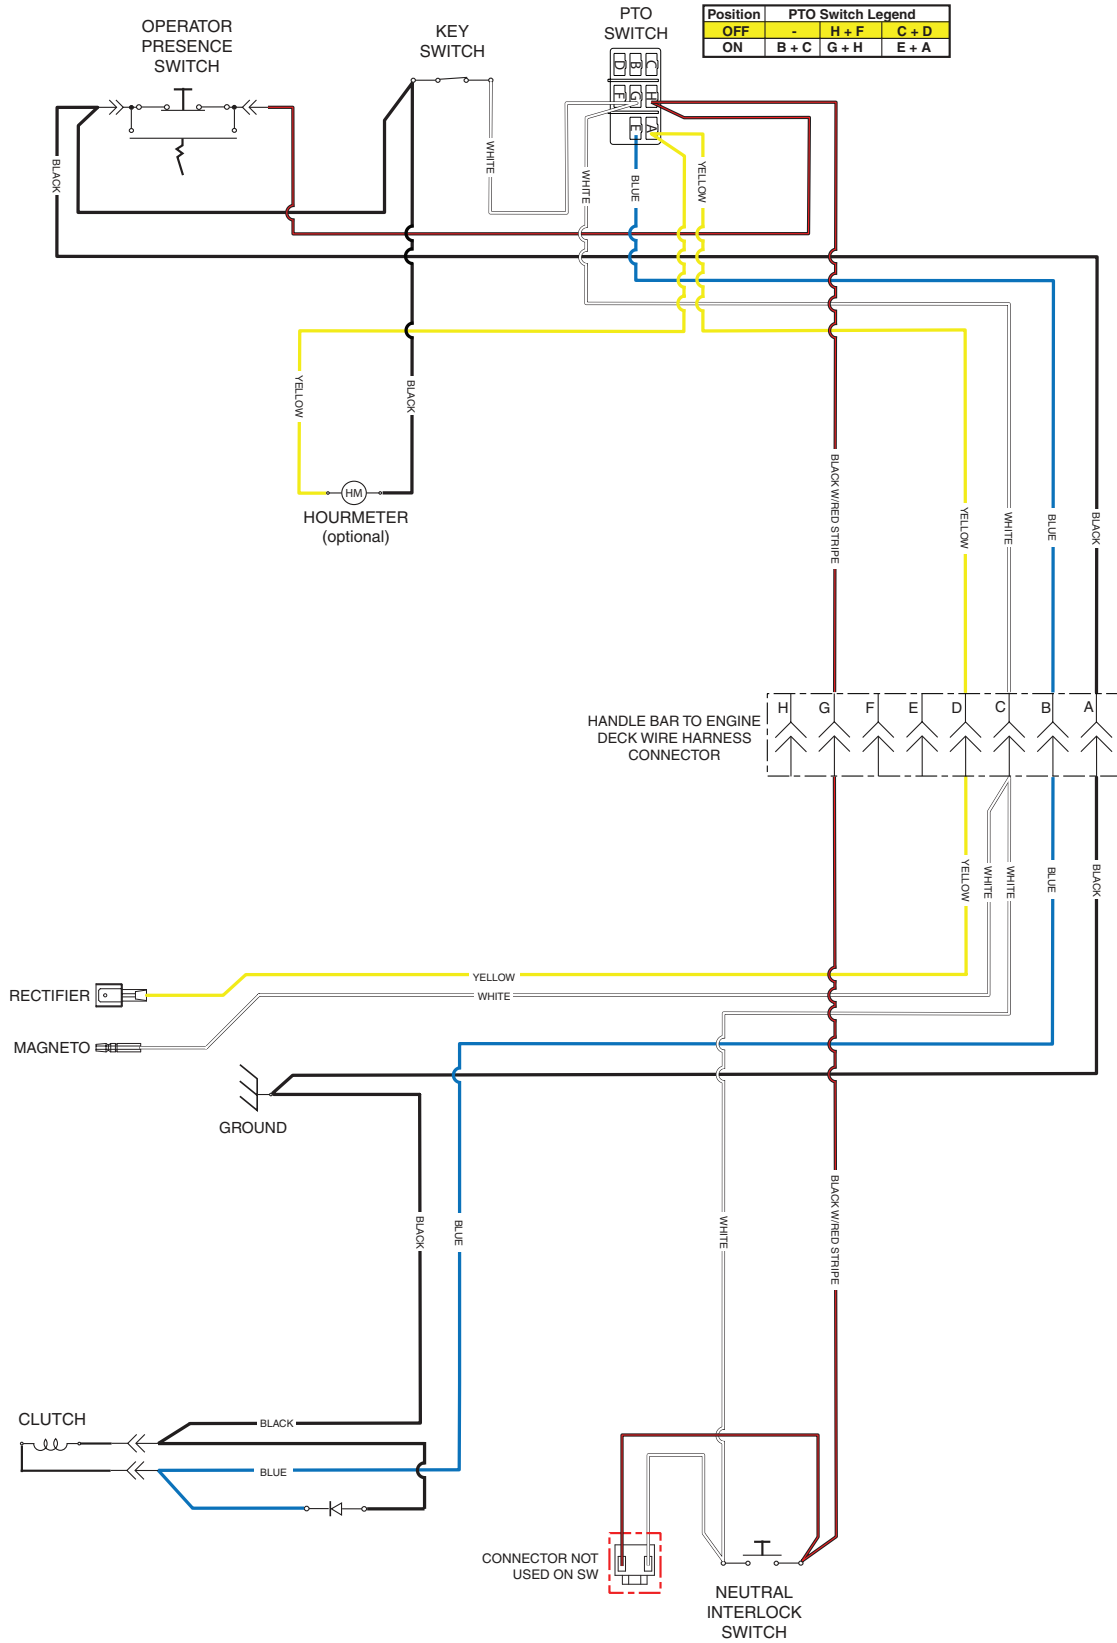 OPERATOR
PRESENCE
SWITCH
KEY
SWITCH
PTO
SWITCH
Position PTO Switch Legend
OFF - H + F C + D
ON B + C G + H E + A
D B C
F G H
E A
BLACK
WHITE
WHITE
BLUE
YELLOW
YELLOW
BLACK
HM
HOURMETER
(optional)
BLACK W/RED STRIPE
YELLOW
WHITE
BLUE
BLACK
HANDLE BAR TO ENGINE
DECK WIRE HARNESS
CONNECTOR
H G F E D C B A
YELLOW
WHITE
WHITE
BLUE
BLACK
RECTIFIER
YELLOW
WHITE
MAGNETO
GROUND
BLACK
BLUE
WHITE
BLACK W/RED STRIPE
CLUTCH
BLACK
BLUE
CONNECTOR NOT
USED ON SW
NEUTRAL
INTERLOCK
SWITCH